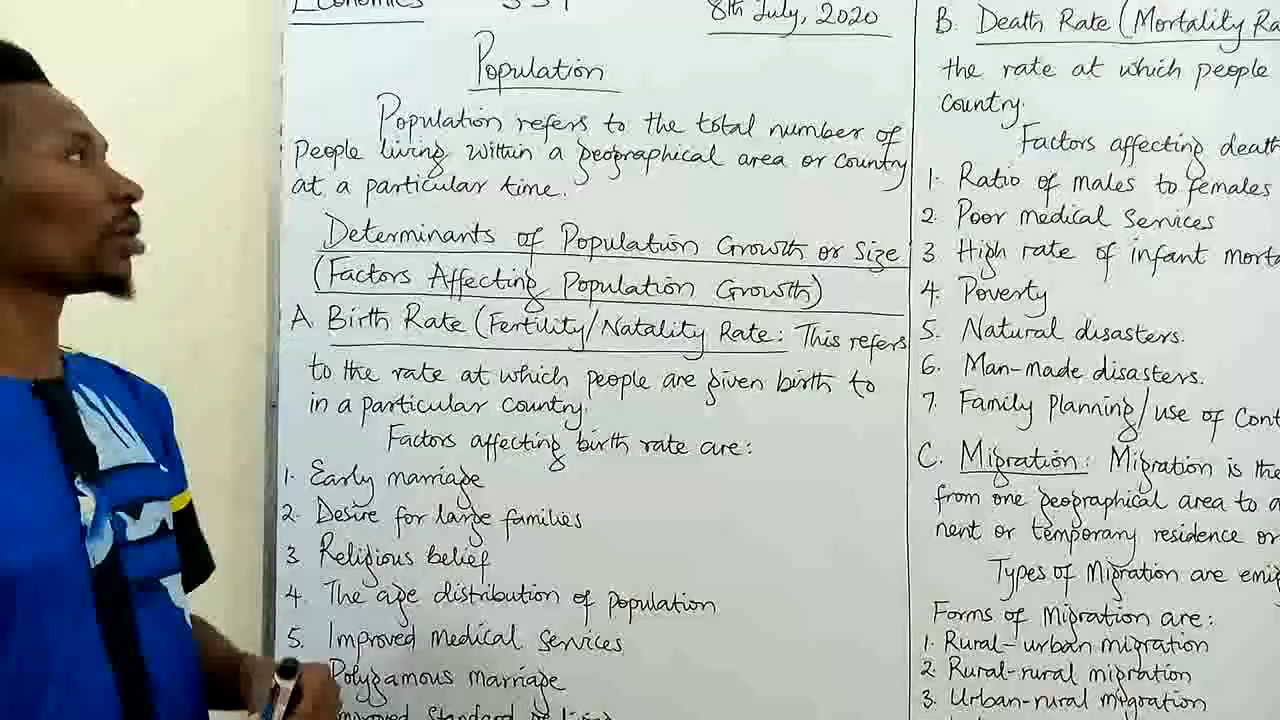 Economics SS1 8th July, 2020
Population
Population refers to the total number of
people living within a geographical area or country
at a particular time.
Determinants of Population Growth or Size
(Factors Affecting Population Growth)
A Birth Rate (Fertility/Natality Rate: This refers
to the rate at which people are given birth to
in a particular country.
Factors affecting birth rate are:
1. Early marriage
2. Desire for large families
3 Religious belief
4. The age distribution of population
5. Improved Medical Services
Polygamous marriage
Improved Standard of
B. Death Rate (Mortality
the rate at which people
country.
Factors affecting death
1. Ratio of males to females
2. Poor medical services
3 High rate of infant
4. Poverty
5. Natural disasters.
6. Man-made disasters.
7. Family Planning/use of
C. Migration: Migration is the
from one geographical area to
nent or temporary residence or
Types of Migration are
Forms of Migration are:
1. Rural-urban migration
2 Rural-rural migration
3. Urban-rural migration